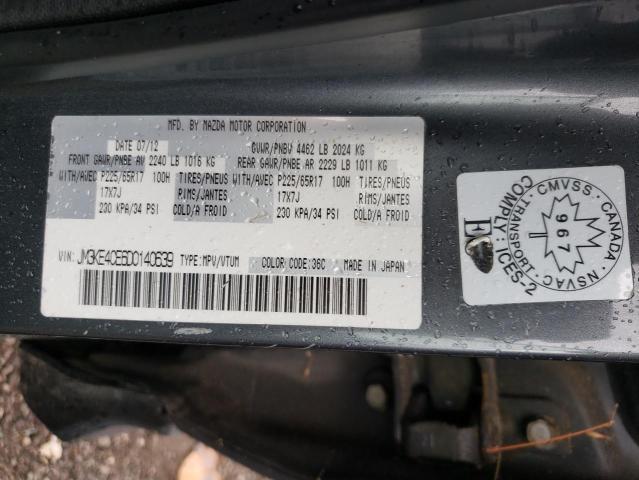 MFD. BY MAZDA MOTOR CORPORATION
DATE 07/12 GVWR/PNBV 4462 LB 2024 KG
FRONT GAWR/PNBE AV 2240 LB 1016 KG REAR GAWR/PNBE AR 2229 LB 1011 KG
WITH/AVEC P225/65R17 100H TIRES/PNEUS WITH/AVEC P225/65R17 100H TIRES/PNEUS
17X7J RIMS/JANTES 17X7J RIMS/JANTES
230 KPA/34 PSI COLD/A FROID 230 KPA/34 PSI COLD/A FROID
VIN: JM3KE4CE6D0140639 TYPE:MPV/VTUM COLOR CODE:36C MADE IN JAPAN
CMVSS
CANADA
NSVAC
TRANSPORT
967
COMPLY: ICES-2
E